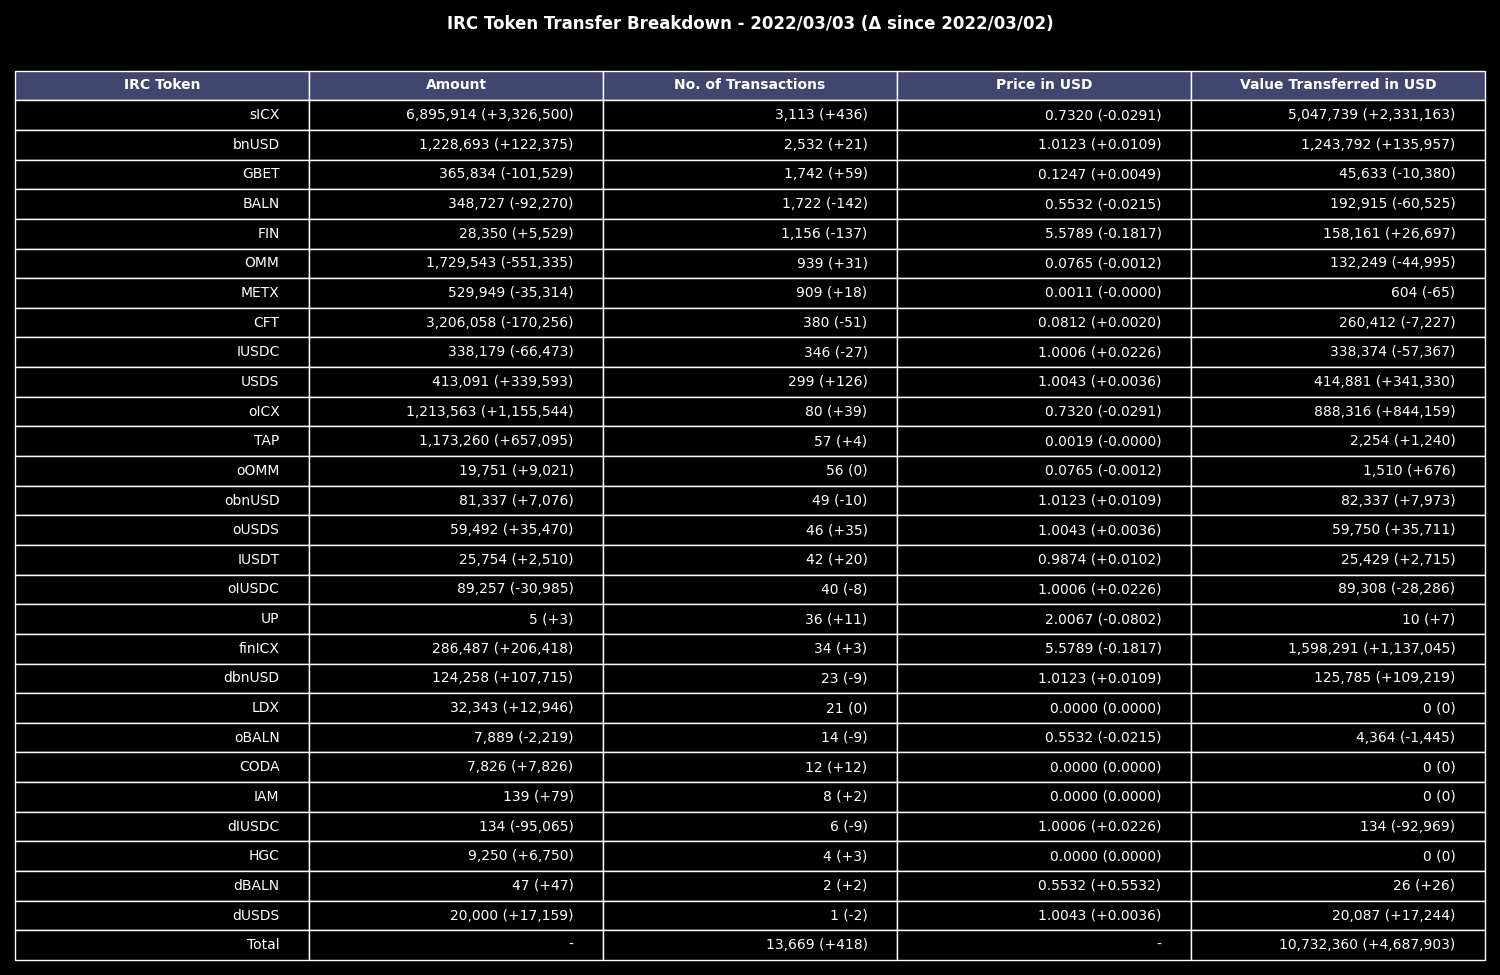 IRC Token Transfer Breakdown - 2022/03/03 (Δ since 2022/03/02)
IRC Token Amount No. of Transactions Price in USD Value Transferred in USD
sICX 6,895,914 (+3,326,500) 3,113 (+436) 0.7320 (-0.0291) 5,047,739 (+2,331,163)
bnUSD 1,228,693 (+122,375) 2,532 (+21) 1.0123 (+0.0109) 1,243,792 (+135,957)
GBET 365,834 (-101,529) 1,742 (+59) 0.1247 (+0.0049) 45,633 (-10,380)
BALN 348,727 (-92,270) 1,722 (-142) 0.5532 (-0.0215) 192,915 (-60,525)
FIN 28,350 (+5,529) 1,156 (-137) 5.5789 (-0.1817) 158,161 (+26,697)
OMM 1,729,543 (-551,335) 939 (+31) 0.0765 (-0.0012) 132,249 (-44,995)
METX 529,949 (-35,314) 909 (+18) 0.0011 (-0.0000) 604 (-65)
CFT 3,206,058 (-170,256) 380 (-51) 0.0812 (+0.0020) 260,412 (-7,227)
IUSDC 338,179 (-66,473) 346 (-27) 1.0006 (+0.0226) 338,374 (-57,367)
USDS 413,091 (+339,593) 299 (+126) 1.0043 (+0.0036) 414,881 (+341,330)
oICX 1,213,563 (+1,155,544) 80 (+39) 0.7320 (-0.0291) 888,316 (+844,159)
TAP 1,173,260 (+657,095) 57 (+4) 0.0019 (-0.0000) 2,254 (+1,240)
oOMM 19,751 (+9,021) 56 (0) 0.0765 (-0.0012) 1,510 (+676)
obnUSD 81,337 (+7,076) 49 (-10) 1.0123 (+0.0109) 82,337 (+7,973)
oUSDS 59,492 (+35,470) 46 (+35) 1.0043 (+0.0036) 59,750 (+35,711)
IUSDT 25,754 (+2,510) 42 (+20) 0.9874 (+0.0102) 25,429 (+2,715)
oIUSDC 89,257 (-30,985) 40 (-8) 1.0006 (+0.0226) 89,308 (-28,286)
UP 5 (+3) 36 (+11) 2.0067 (-0.0802) 10 (+7)
finICX 286,487 (+206,418) 34 (+3) 5.5789 (-0.1817) 1,598,291 (+1,137,045)
dbnUSD 124,258 (+107,715) 23 (-9) 1.0123 (+0.0109) 125,785 (+109,219)
LDX 32,343 (+12,946) 21 (0) 0.0000 (0.0000) 0 (0)
oBALN 7,889 (-2,219) 14 (-9) 0.5532 (-0.0215) 4,364 (-1,445)
CODA 7,826 (+7,826) 12 (+12) 0.0000 (0.0000) 0 (0)
IAM 139 (+79) 8 (+2) 0.0000 (0.0000) 0 (0)
dIUSDC 134 (-95,065) 6 (-9) 1.0006 (+0.0226) 134 (-92,969)
HGC 9,250 (+6,750) 4 (+3) 0.0000 (0.0000) 0 (0)
dBALN 47 (+47) 2 (+2) 0.5532 (+0.5532) 26 (+26)
dUSDS 20,000 (+17,159) 1 (-2) 1.0043 (+0.0036) 20,087 (+17,244)
Total - 13,669 (+418) - 10,732,360 (+4,687,903)